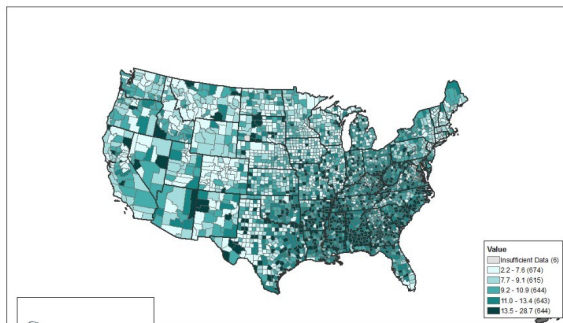 Value
Insufficient Data (6)
2.2 - 7.6 (674)
7.7 - 9.1 (615)
9.2 - 10.9 (644)
11.0 - 13.4 (643)
13.5 - 28.7 (644)